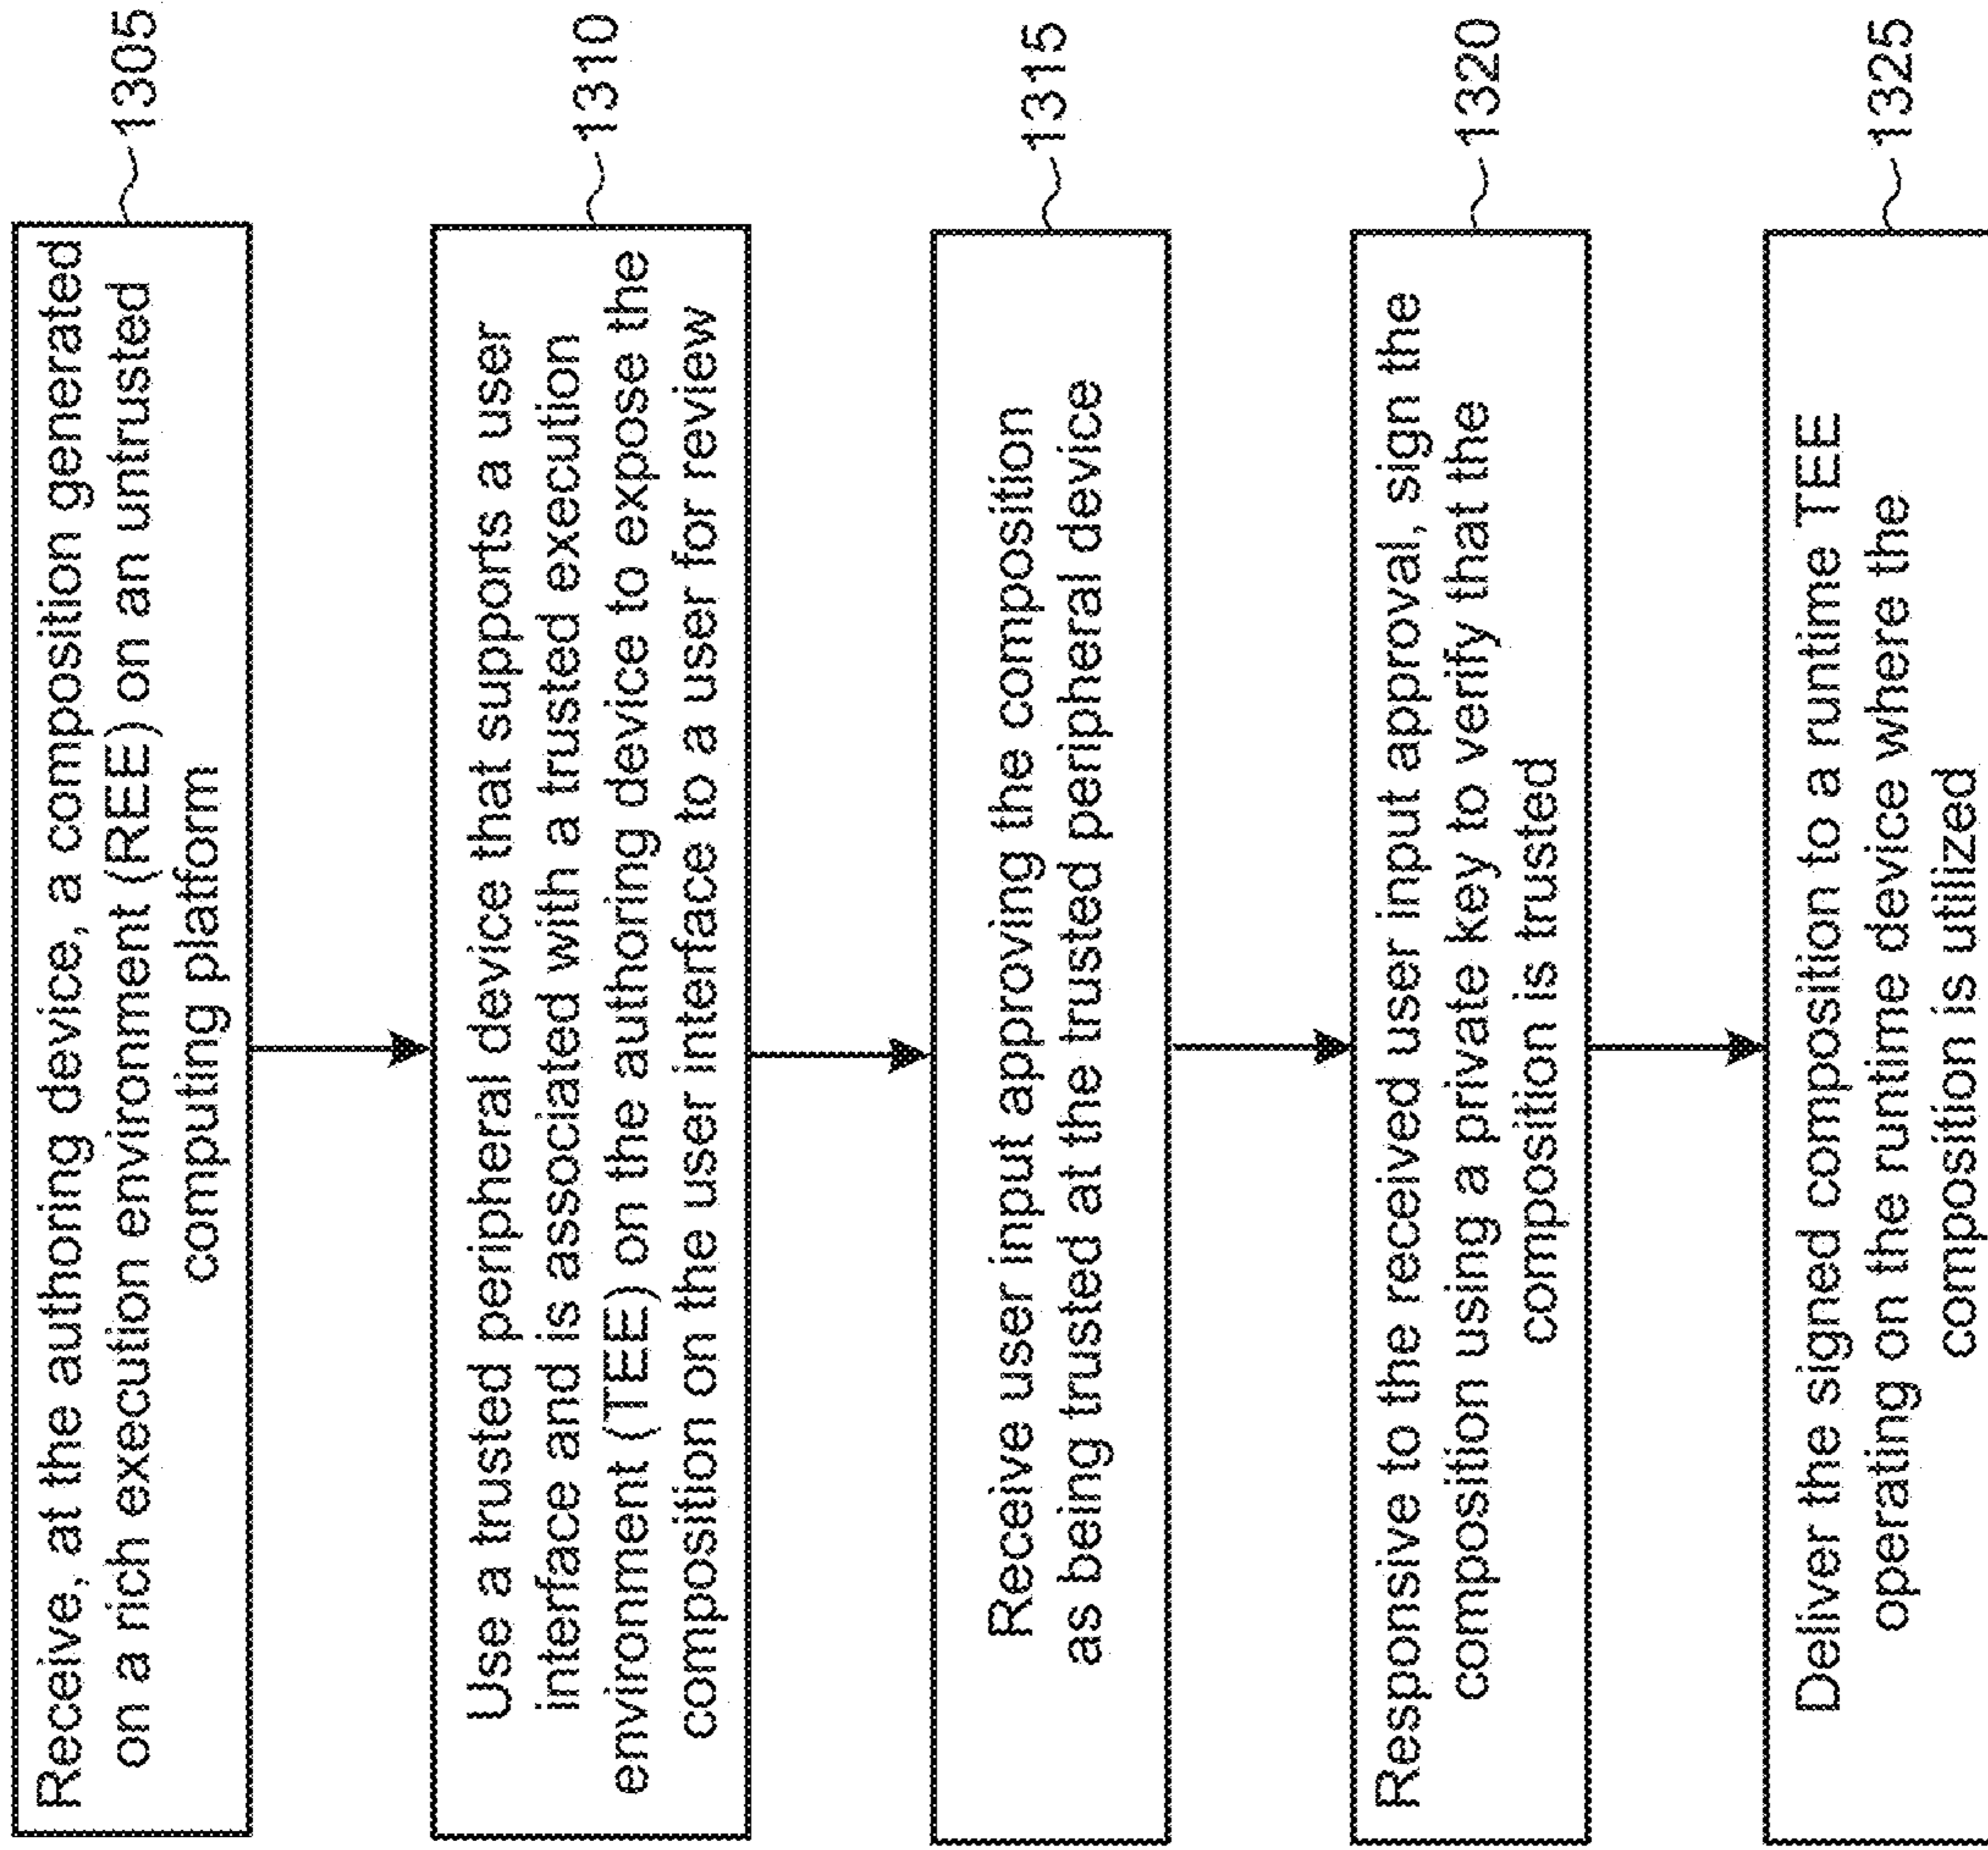 Receive, at the authoring device, a composition generated
on a rich execution environment (REE) on an untrusted
computing platform
1305
Use a trusted peripheral device that supports a user
interface and is associated with a trusted execution
environment (TEE) on the authoring device to expose the
composition on the user interface to a user for review
1310
Receive user input approving the composition
as being trusted at the trusted peripheral device
1315
Responsive to the received user input approval, sign the
composition using a private key to verify that the
composition is trusted
1320
Deliver the signed composition to a runtime TEE
operating on the runtime device where the
composition is utilized
1325